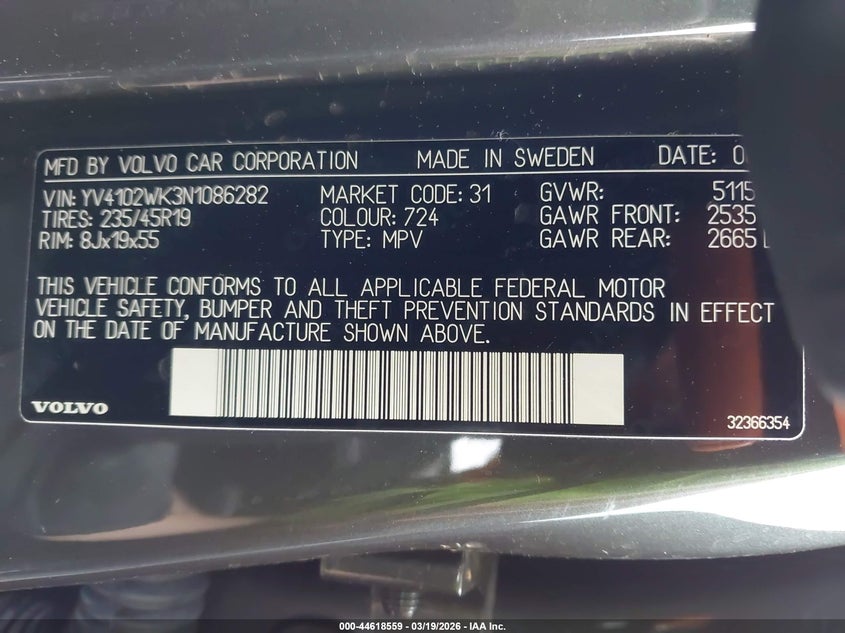 MFD BY VOLVO CAR CORPORATION MADE IN SWEDEN DATE: 0
VIN: YV4102WK3N1086282 MARKET CODE: 31 GVWR: 5115
TIRES: 235/45R19 COLOUR: 724 GAWR FRONT: 2535
RIM: 8Jx19x55 TYPE: MPV GAWR REAR: 2665 L
THIS VEHICLE CONFORMS TO ALL APPLICABLE FEDERAL MOTOR
VEHICLE SAFETY, BUMPER AND THEFT PREVENTION STANDARDS IN EFFECT
ON THE DATE OF MANUFACTURE SHOWN ABOVE.
VOLVO
32366354
000-44618559 - 03/19/2026 - IAA Inc.